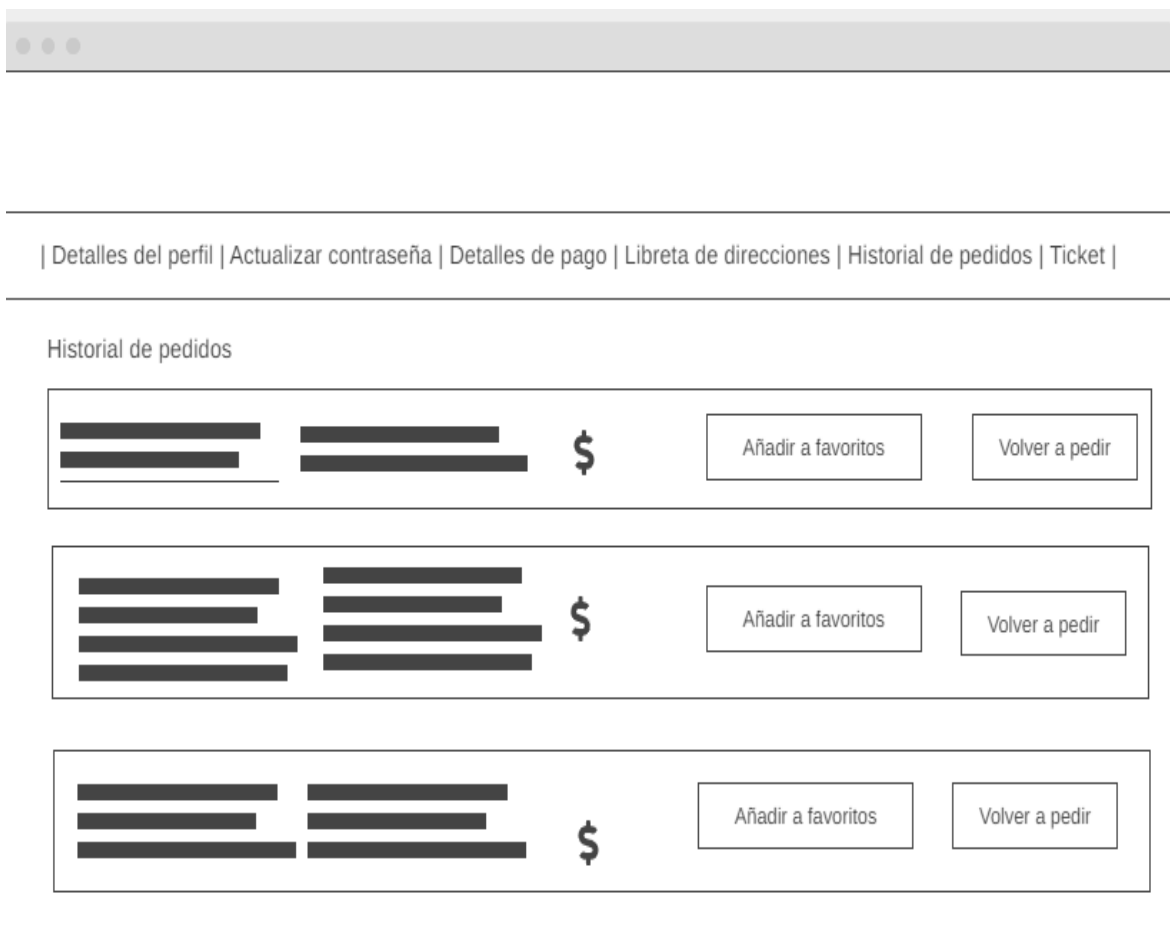 | Detalles del perfil | Actualizar contraseña | Detalles de pago | Libreta de direcciones | Historial de pedidos | Ticket |
Historial de pedidos
$ Añadir a favoritos Volver a pedir
$ Añadir a favoritos Volver a pedir
$ Añadir a favoritos Volver a pedir